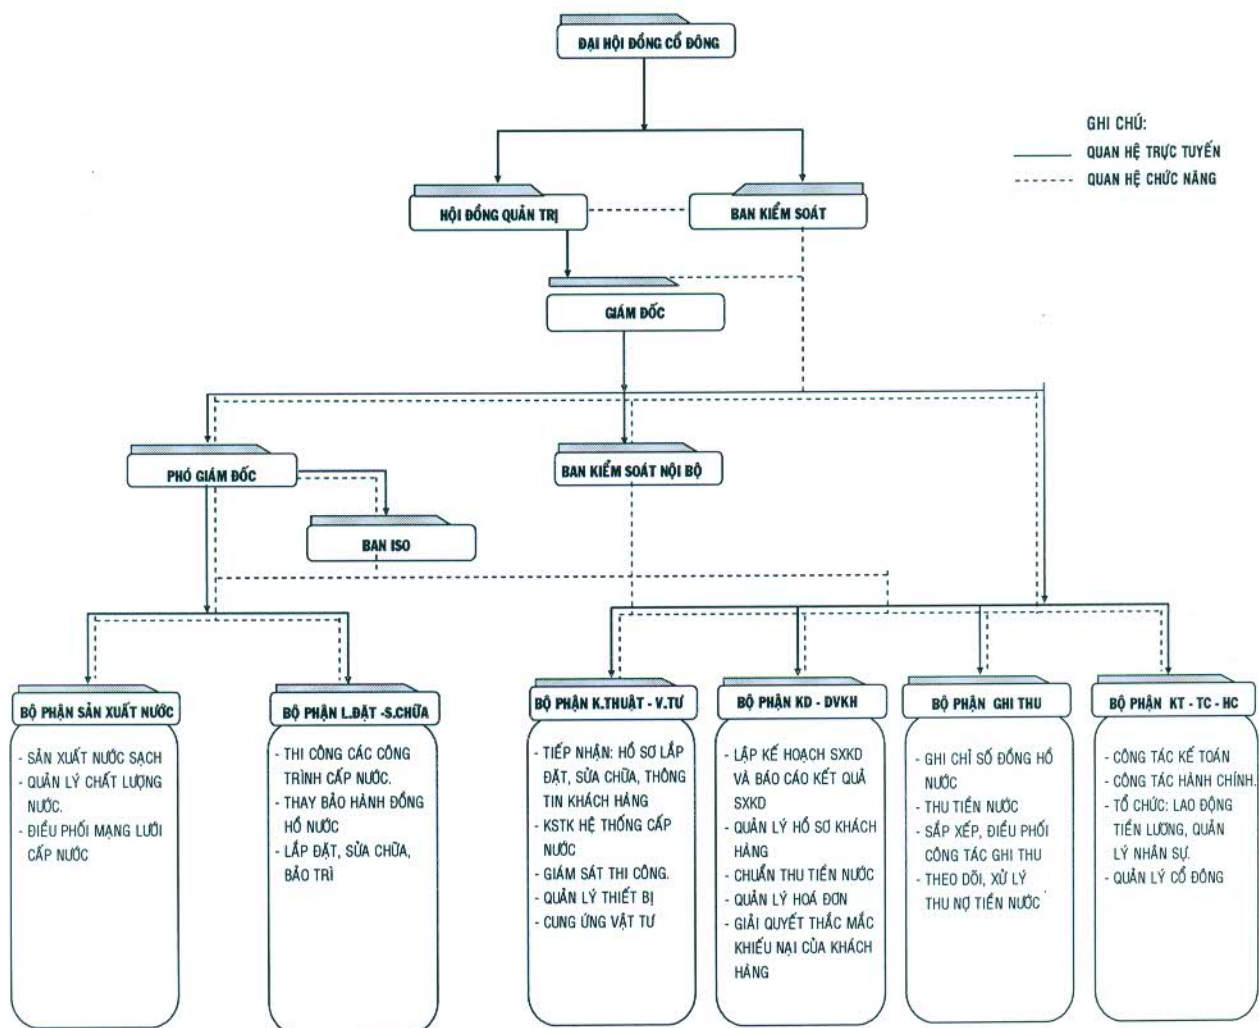 ĐẠI HỘI ĐỒNG CỔ ĐÔNG
GHI CHÚ:
QUAN HỆ TRỰC TUYẾN
QUAN HỆ CHỨC NĂNG
HỘI ĐỒNG QUẢN TRỊ
BAN KIỂM SOÁT
GIÁM ĐỐC
PHÓ GIÁM ĐỐC
BAN KIỂM SOÁT NỘI BỘ
BAN ISO
BỘ PHẬN SẢN XUẤT NƯỚC
- SẢN XUẤT NƯỚC SẠCH
- QUẢN LÝ CHẤT LƯỢNG
NƯỚC.
- ĐIỀU PHỐI MẠNG LƯỚI
CẤP NƯỚC
BỘ PHẬN L.ĐẶT -S.CHỮA
- THI CÔNG CÁC CÔNG
TRÌNH CẤP NƯỚC.
- THAY BẢO HÀNH ĐỒNG
HỒ NƯỚC
- LẮP ĐẶT, SỬA CHỮA,
BẢO TRÌ
BỘ PHẬN K.THUẬT - V.TƯ
- TIẾP NHẬN: HỒ SƠ LẮP
ĐẶT, SỬA CHỮA, THÔNG
TIN KHÁCH HÀNG
- KSTK HỆ THỐNG CẤP
NƯỚC
- GIÁM SÁT THI CÔNG.
- QUẢN LÝ THIẾT BỊ
- CUNG ỨNG VẬT TƯ
BỘ PHẬN KD - DVKH
- LẬP KẾ HOẠCH SXKD
VÀ BÁO CÁO KẾT QUẢ
SXKD
- QUẢN LÝ HỒ SƠ KHÁCH
HÀNG
- CHUẨN THU TIỀN NƯỚC
- QUẢN LÝ HOÁ ĐƠN
- GIẢI QUYẾT THẮC MẮC
KHIẾU NẠI CỦA KHÁCH
HÀNG
BỘ PHẬN GHI THU
- GHI CHỈ SỐ ĐỒNG HỒ
NƯỚC
- THU TIỀN NƯỚC
- SẮP XẾP, ĐIỀU PHỐI
CÔNG TÁC GHI THU
- THEO DÕI, XỬ LÝ
THU NỢ TIỀN NƯỚC
BỘ PHẬN KT - TC - HC
- CÔNG TÁC KẾ TOÁN
- CÔNG TÁC HÀNH CHÍNH.
- TỔ CHỨC: LAO ĐỘNG
TIỀN LƯƠNG, QUẢN
LÝ NHÂN SỰ.
- QUẢN LÝ CỔ ĐÔNG